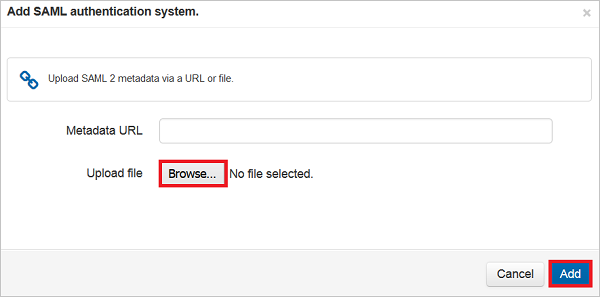 Add SAML authentication system.
×
Upload SAML 2 metadata via a URL or file.
Metadata URL
Upload file Browse... No file selected.
Cancel Add